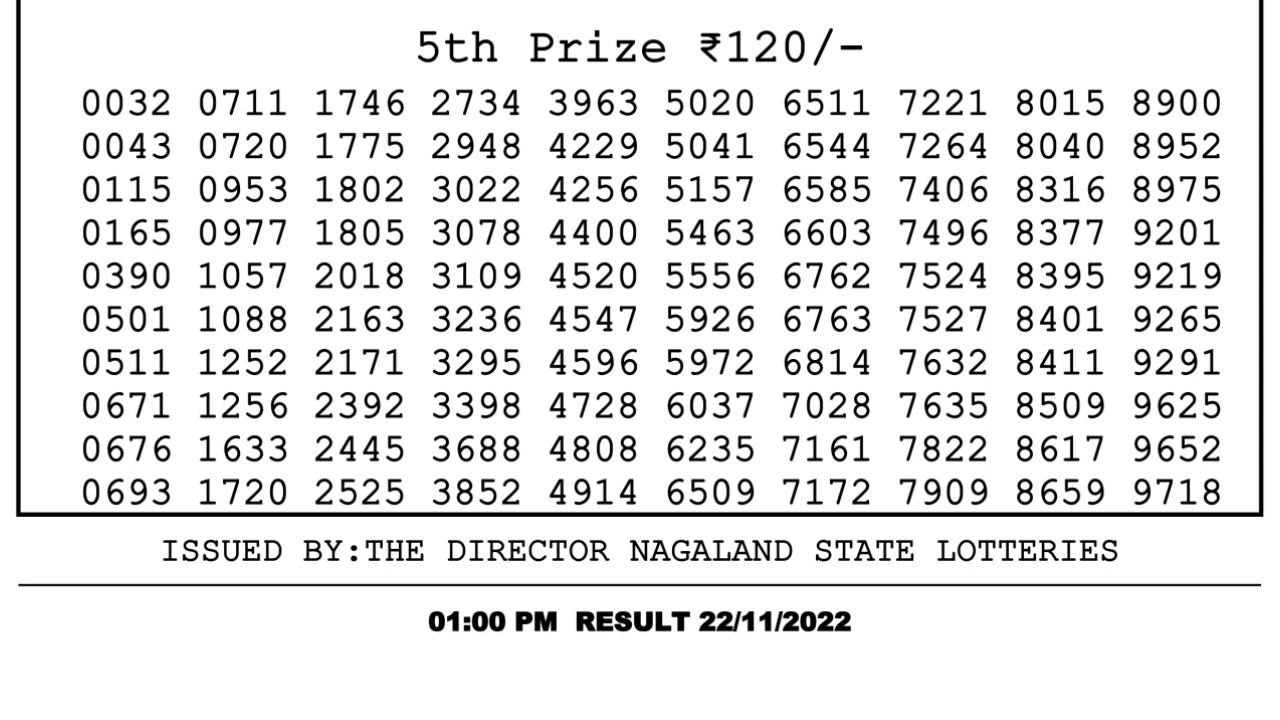 5th Prize ₹120/-
0032 0711 1746 2734 3963 5020 6511 7221 8015 8900
0043 0720 1775 2948 4229 5041 6544 7264 8040 8952
0115 0953 1802 3022 4256 5157 6585 7406 8316 8975
0165 0977 1805 3078 4400 5463 6603 7496 8377 9201
0390 1057 2018 3109 4520 5556 6762 7524 8395 9219
0501 1088 2163 3236 4547 5926 6763 7527 8401 9265
0511 1252 2171 3295 4596 5972 6814 7632 8411 9291
0671 1256 2392 3398 4728 6037 7028 7635 8509 9625
0676 1633 2445 3688 4808 6235 7161 7822 8617 9652
0693 1720 2525 3852 4914 6509 7172 7909 8659 9718
ISSUED BY:THE DIRECTOR NAGALAND STATE LOTTERIES
01:00 PM RESULT 22/11/2022